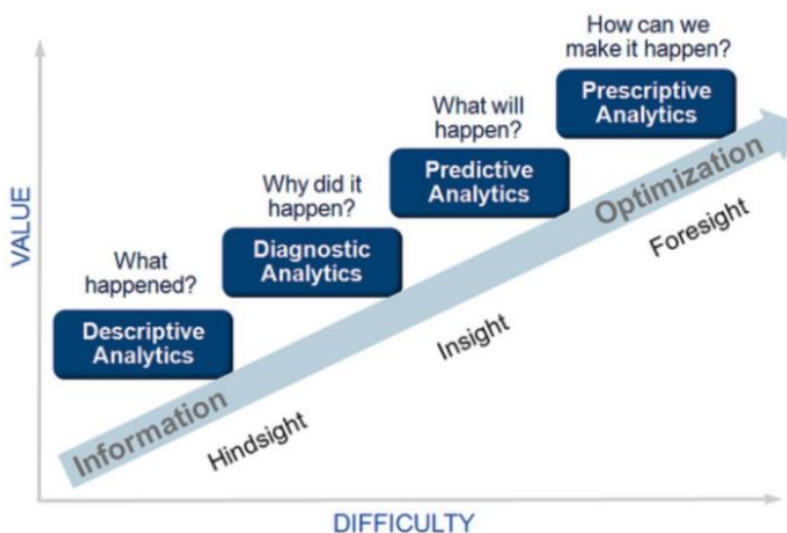 How can we
make it happen?
Prescriptive
Analytics
What will
happen?
Predictive
Analytics
Why did it
happen?
Diagnostic
Analytics
What
happened?
Descriptive
Analytics
VALUE
Information
Optimization
Hindsight
Insight
Foresight
DIFFICULTY